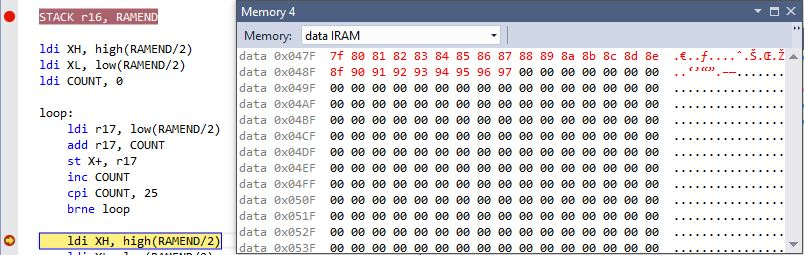 STACK r16, RAMEND
ldi XH, high(RAMEND/2)
ldi XL, low(RAMEND/2)
ldi COUNT, 0
loop:
ldi r17, low(RAMEND/2)
add r17, COUNT
st X+, r17
inc COUNT
cpi COUNT, 25
brne loop
ldi XH, high(RAMEND/2)
Memory 4
Memory: data IRAM
data 0x047F 7f 80 81 82 83 84 85 86 87 88 89 8a 8b 8c 8d 8e .€‚ƒ....ˆ.Š.Œ.Ž
data 0x048F 8f 90 91 92 93 94 95 96 97 00 00 00 00 00 00 00 ..‘’“”.–—.......
data 0x049F 00 00 00 00 00 00 00 00 00 00 00 00 00 00 00 00 ................
data 0x04AF 00 00 00 00 00 00 00 00 00 00 00 00 00 00 00 00 ................
data 0x04BF 00 00 00 00 00 00 00 00 00 00 00 00 00 00 00 00 ................
data 0x04CF 00 00 00 00 00 00 00 00 00 00 00 00 00 00 00 00 ................
data 0x04DF 00 00 00 00 00 00 00 00 00 00 00 00 00 00 00 00 ................
data 0x04EF 00 00 00 00 00 00 00 00 00 00 00 00 00 00 00 00 ................
data 0x04FF 00 00 00 00 00 00 00 00 00 00 00 00 00 00 00 00 ................
data 0x050F 00 00 00 00 00 00 00 00 00 00 00 00 00 00 00 00 ................
data 0x051F 00 00 00 00 00 00 00 00 00 00 00 00 00 00 00 00 ................
data 0x052F 00 00 00 00 00 00 00 00 00 00 00 00 00 00 00 00 ................
data 0x053F 00 00 00 00 00 00 00 00 00 00 00 00 00 00 00 00 ................